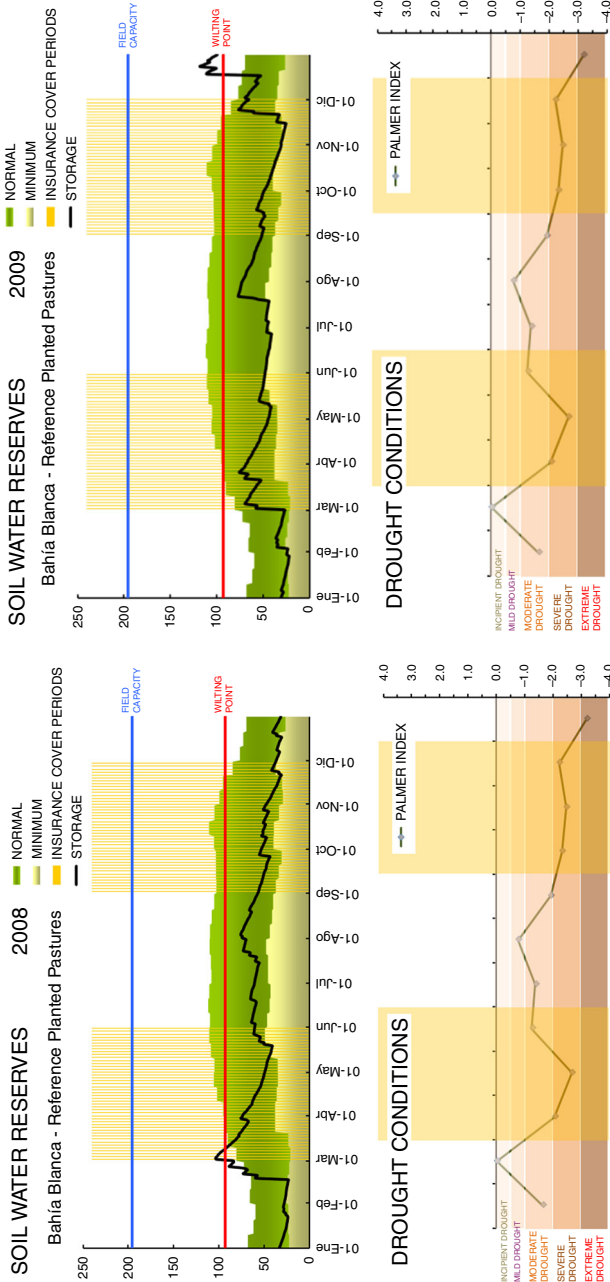 SOIL WATER RESERVES 2008
Bahía Blanca - Reference Planted Pastures
NORMAL
MINIMUM
INSURANCE COVER PERIODS
STORAGE
250
200
150
100
50
0
FIELD
CAPACITY
WILTING
POINT
01-Ene
01-Feb
01-Mar
01-Abr
01-May
01-Jun
01-Jul
01-Ago
01-Sep
01-Oct
01-Nov
01-Dic
DROUGHT CONDITIONS
PALMER INDEX
4.0
3.0
2.0
1.0
0.0
–1.0
–2.0
–3.0
–4.0
INCIPIENT DROUGHT
MILD DROUGHT
MODERATE
DROUGHT
SEVERE
DROUGHT
EXTREME
DROUGHT
SOIL WATER RESERVES 2009
Bahía Blanca - Reference Planted Pastures
NORMAL
MINIMUM
INSURANCE COVER PERIODS
STORAGE
250
200
150
100
50
0
FIELD
CAPACITY
WILTING
POINT
01-Ene
01-Feb
01-Mar
01-Abr
01-May
01-Jun
01-Jul
01-Ago
01-Sep
01-Oct
01-Nov
01-Dic
DROUGHT CONDITIONS
PALMER INDEX
4.0
3.0
2.0
1.0
0.0
–1.0
–2.0
–3.0
–4.0
INCIPIENT DROUGHT
MILD DROUGHT
MODERATE
DROUGHT
SEVERE
DROUGHT
EXTREME
DROUGHT